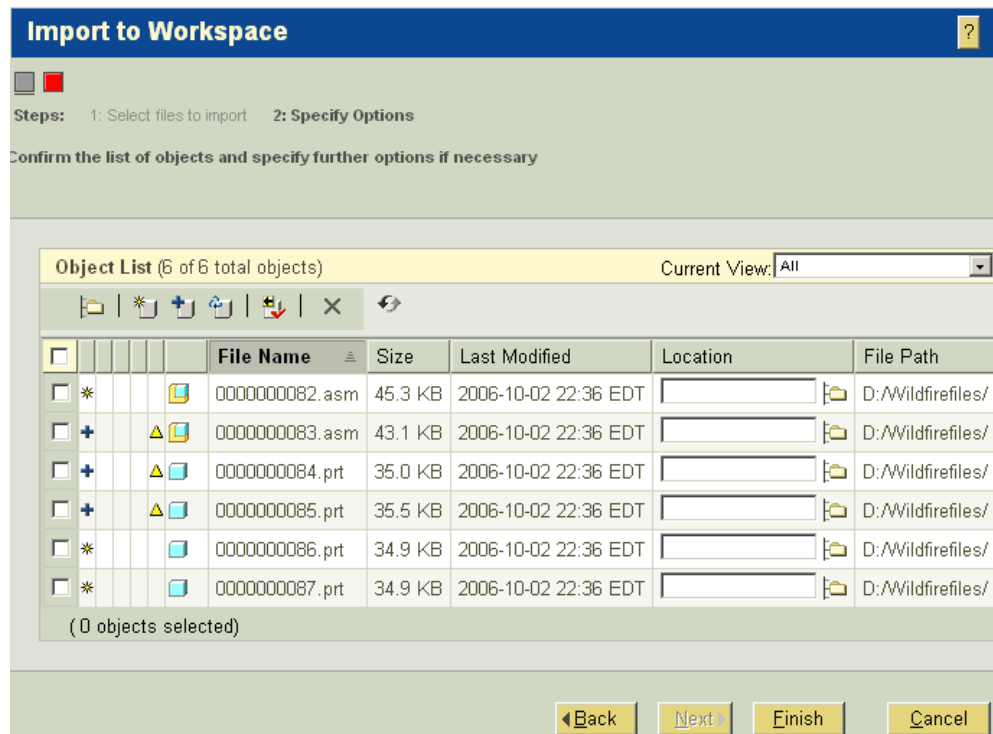 Import to Workspace ?
Steps: 1: Select files to import 2: Specify Options
Confirm the list of objects and specify further options if necessary
Object List (6 of 6 total objects) Current View: All
File Name Size Last Modified Location File Path
0000000082.asm 45.3 KB 2006-10-02 22:36 EDT D:/Wildfirefiles/
0000000083.asm 43.1 KB 2006-10-02 22:36 EDT D:/Wildfirefiles/
0000000084.prt 35.0 KB 2006-10-02 22:36 EDT D:/Wildfirefiles/
0000000085.prt 35.5 KB 2006-10-02 22:36 EDT D:/Wildfirefiles/
0000000086.prt 34.9 KB 2006-10-02 22:36 EDT D:/Wildfirefiles/
0000000087.prt 34.9 KB 2006-10-02 22:36 EDT D:/Wildfirefiles/
( 0 objects selected)
Back Next Finish Cancel